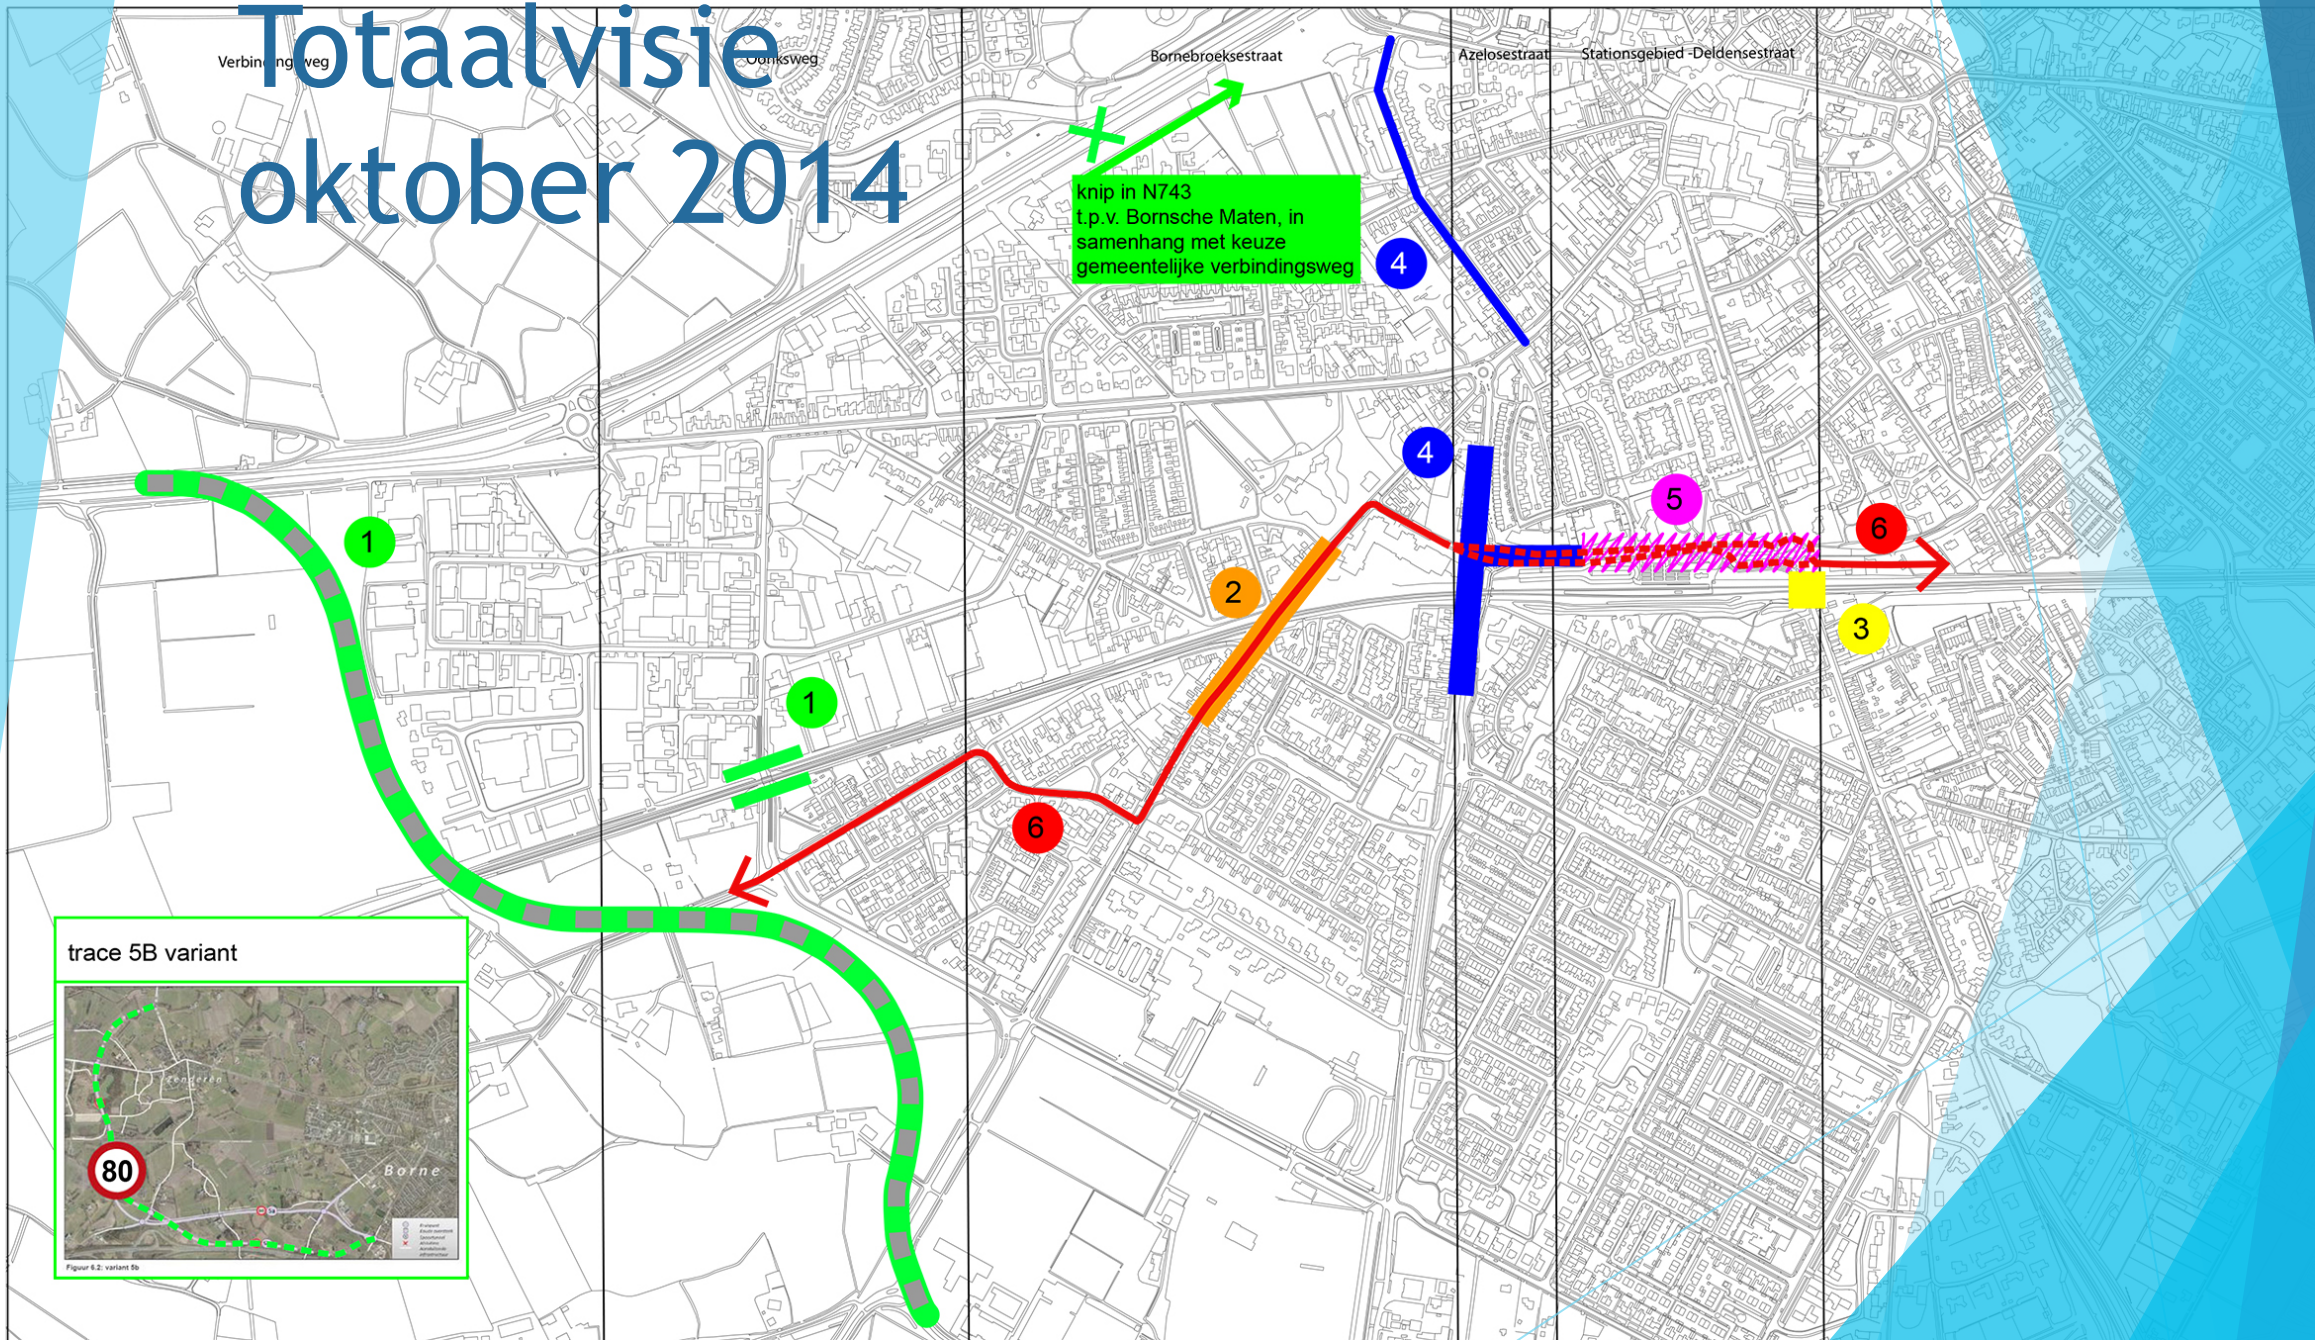 Totaalvisie
oktober 2014
Verbindingsweg
Oonksweg
Bornebroeksestraat
Azelosestraat
Stationsgebied -Deldensestraat
knip in N743
t.p.v. Bornsche Maten, in
samenhang met keuze
gemeentelijke verbindingsweg
4
4
5
6
1
2
3
1
6
trace 5B variant
Zenderen
80
Borne
Figuur 6.2: variant 5b